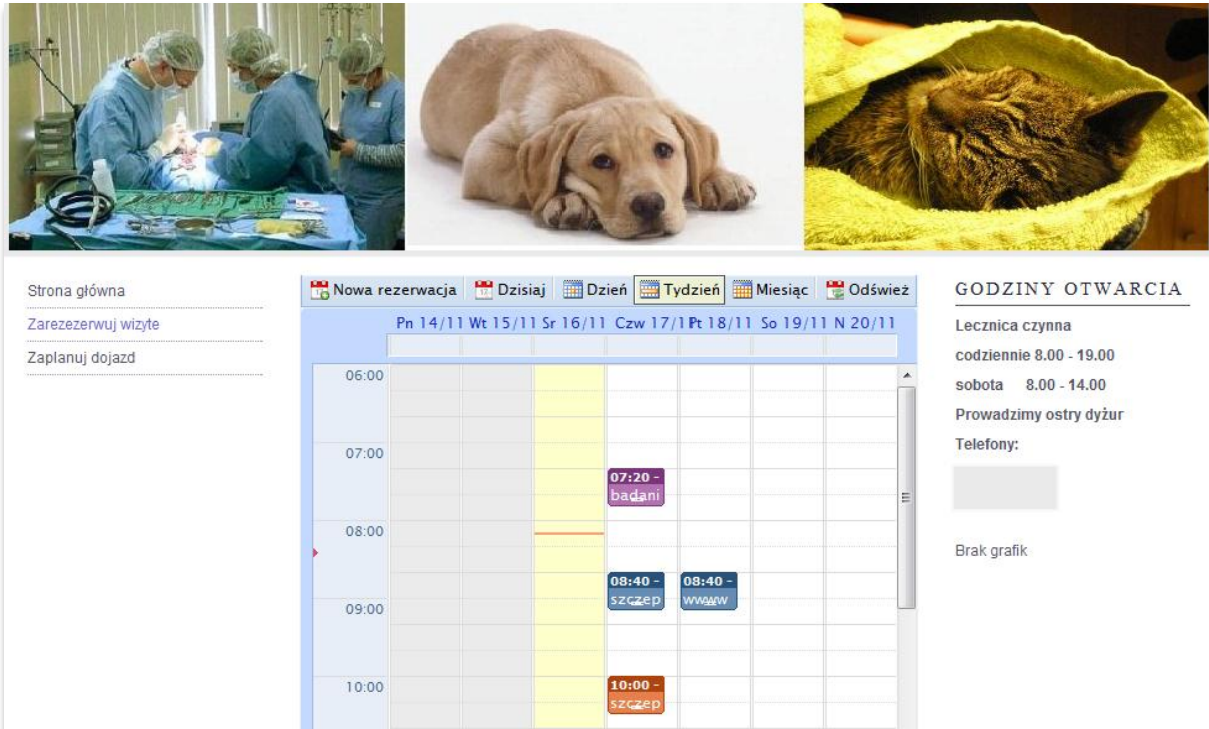 Strona główna
Zarezezerwuj wizyte
Zaplanuj dojazd
Nowa rezerwacja Dzisiaj Dzień Tydzień Miesiąc Odśwież
Pn 14/11 Wt 15/11 Sr 16/11 Czw 17/1 Pt 18/11 So 19/11 N 20/11
06:00
07:00
07:20 -
badani
08:00
08:40 - 08:40 -
szczep wwww
09:00
10:00
10:00 -
szczep
GODZINY OTWARCIA
Lecznica czynna
codziennie 8.00 - 19.00
sobota 8.00 - 14.00
Prowadzimy ostry dyżur
Telefony:
Brak grafik